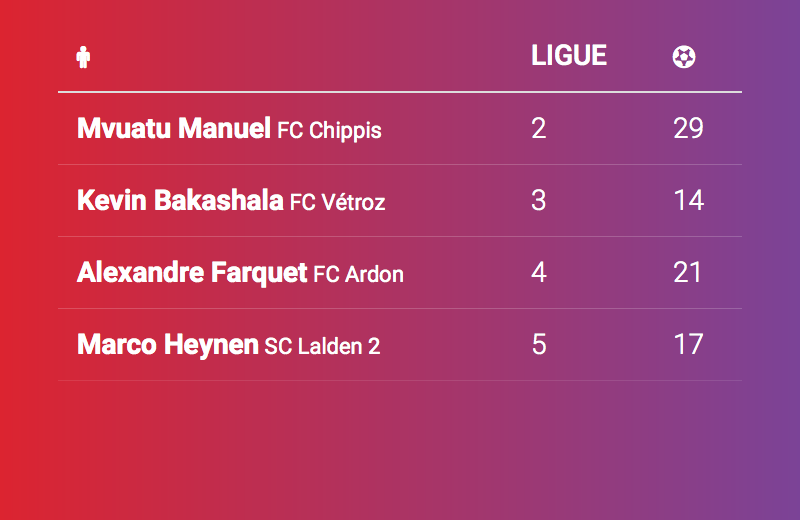 LIGUE
Mvuatu Manuel FC Chippis 2 29
Kevin Bakashala FC Vétroz 3 14
Alexandre Farquet FC Ardon 4 21
Marco Heynen SC Lalden 2 5 17